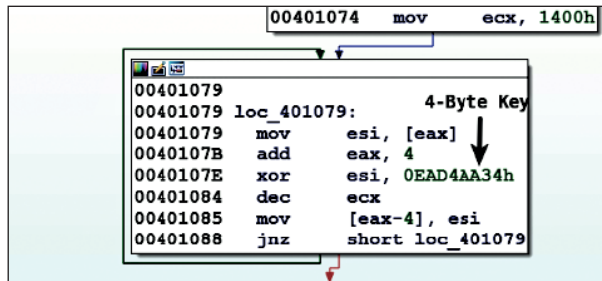 00401074 mov ecx, 1400h
00401079
00401079 loc_401079:
4-Byte Key
00401079 mov esi, [eax]
0040107B add eax, 4
0040107E xor esi, 0EAD4AA34h
00401084 dec ecx
00401085 mov [eax-4], esi
00401088 jnz short loc_401079